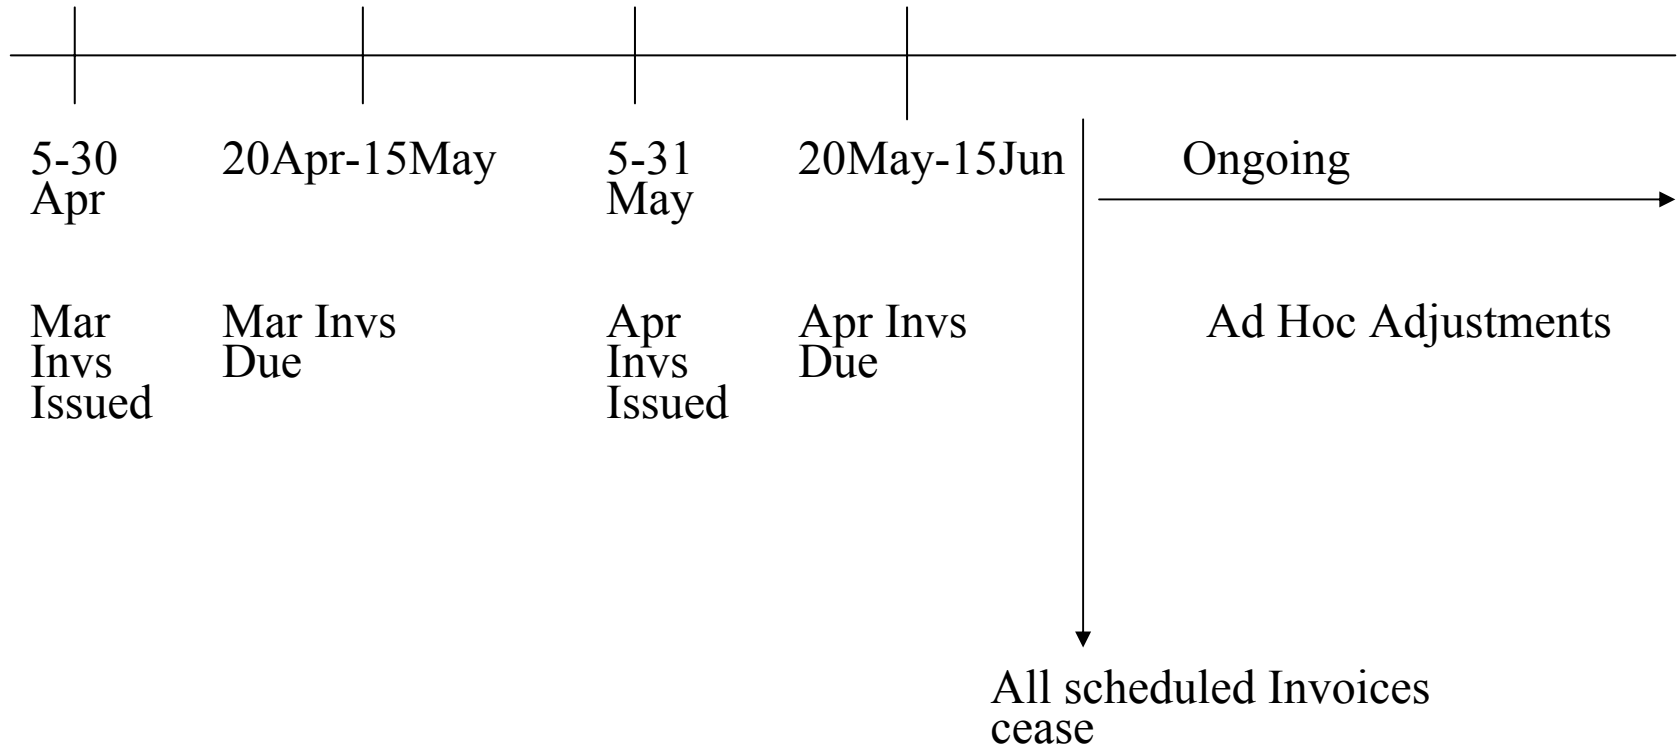 5-30
Apr
20Apr-15May
5-31
May
20May-15Jun
Ongoing
Mar
Invs
Issued
Mar Invs
Due
Apr
Invs
Issued
Apr Invs
Due
Ad Hoc Adjustments
All scheduled Invoices
cease